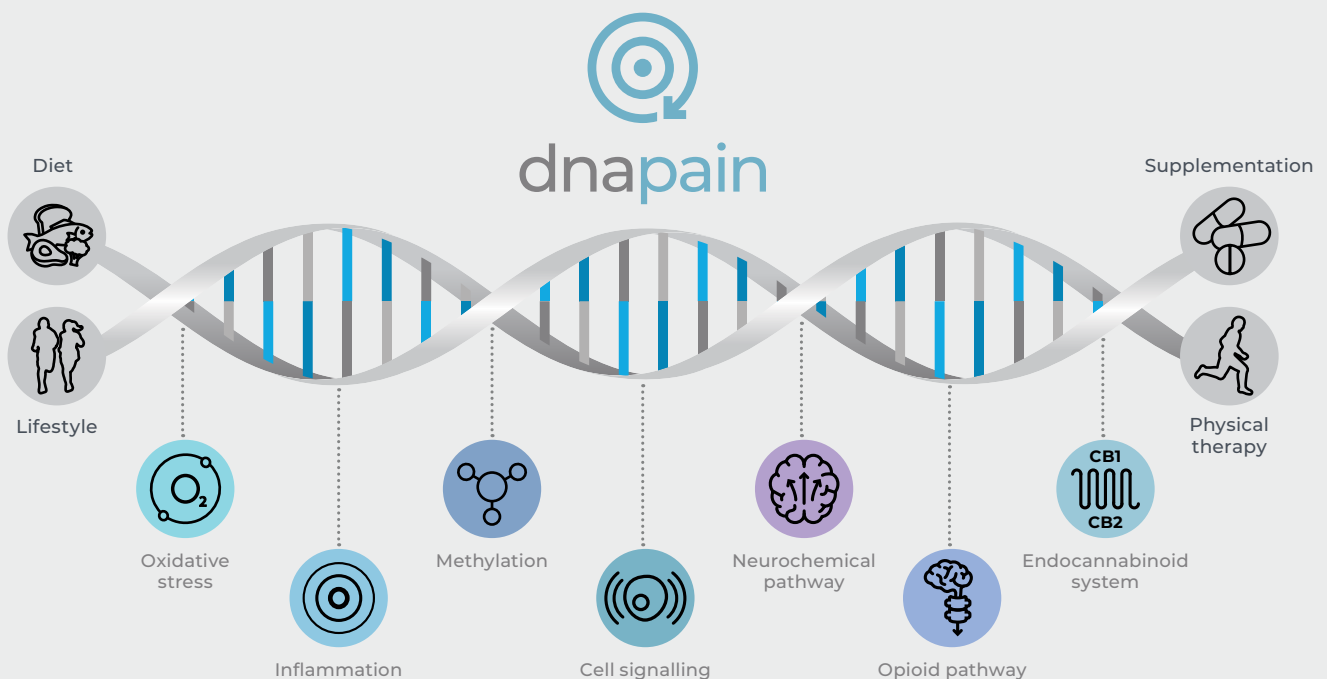 dnapain
Diet
Supplementation
Lifestyle
Physical
therapy
O2
Oxidative
stress
Inflammation
Methylation
Cell signalling
Neurochemical
pathway
Opioid pathway
CB1
CB2
Endocannabinoid
system